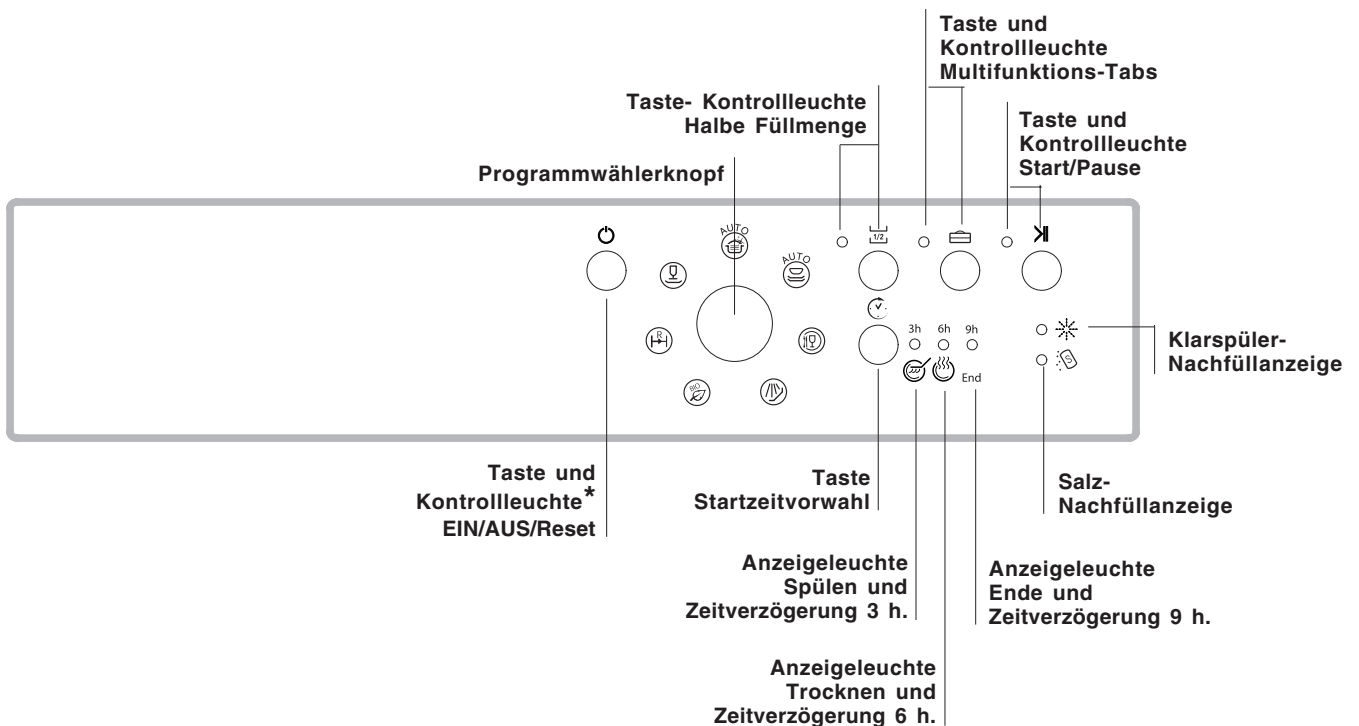 Taste und
Kontrollleuchte
Multifunktions-Tabs
Taste- Kontrollleuchte
Halbe Füllmenge
Taste und
Kontrollleuchte
Start/Pause
Programmwählerknopf
AUTO
AUTO
1/2
R
BIO
3h 6h 9h
End
S
Klarspüler-
Nachfüllanzeige
Taste und
Kontrollleuchte*
EIN/AUS/Reset
Taste
Startzeitvorwahl
Salz-
Nachfüllanzeige
Anzeigeleuchte
Spülen und
Zeitverzögerung 3 h.
Anzeigeleuchte
Ende und
Zeitverzögerung 9 h.
Anzeigeleuchte
Trocknen und
Zeitverzögerung 6 h.